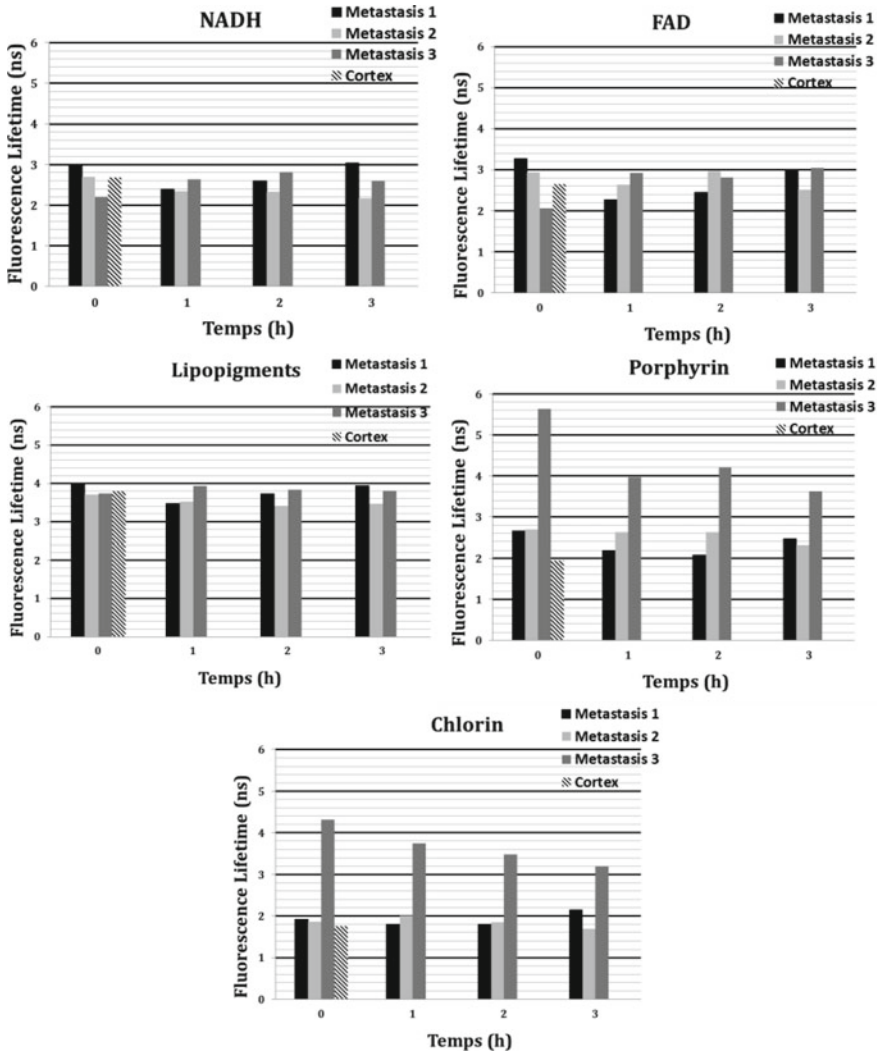 NADH
Metastasis 1
Metastasis 2
Metastasis 3
Cortex
Fluorescence Lifetime (ns)
6
5
4
3
2
1
0
0 1 2 3
Temps (h)
FAD
Metastasis 1
Metastasis 2
Metastasis 3
Cortex
Fluorescence Lifetime (ns)
6
5
4
3
2
1
0
0 1 2 3
Temps (h)
Lipopigments
Metastasis 1
Metastasis 2
Metastasis 3
Cortex
Fluorescence Lifetime (ns)
6
5
4
3
2
1
0
0 1 2 3
Temps (h)
Porphyrin
Metastasis 1
Metastasis 2
Metastasis 3
Cortex
Fluorescence Lifetime (ns)
6
5
4
3
2
1
0
0 1 2 3
Temps (h)
Chlorin
Metastasis 1
Metastasis 2
Metastasis 3
Cortex
Fluorescence Lifetime (ns)
6
5
4
3
2
1
0
0 1 2 3
Temps (h)